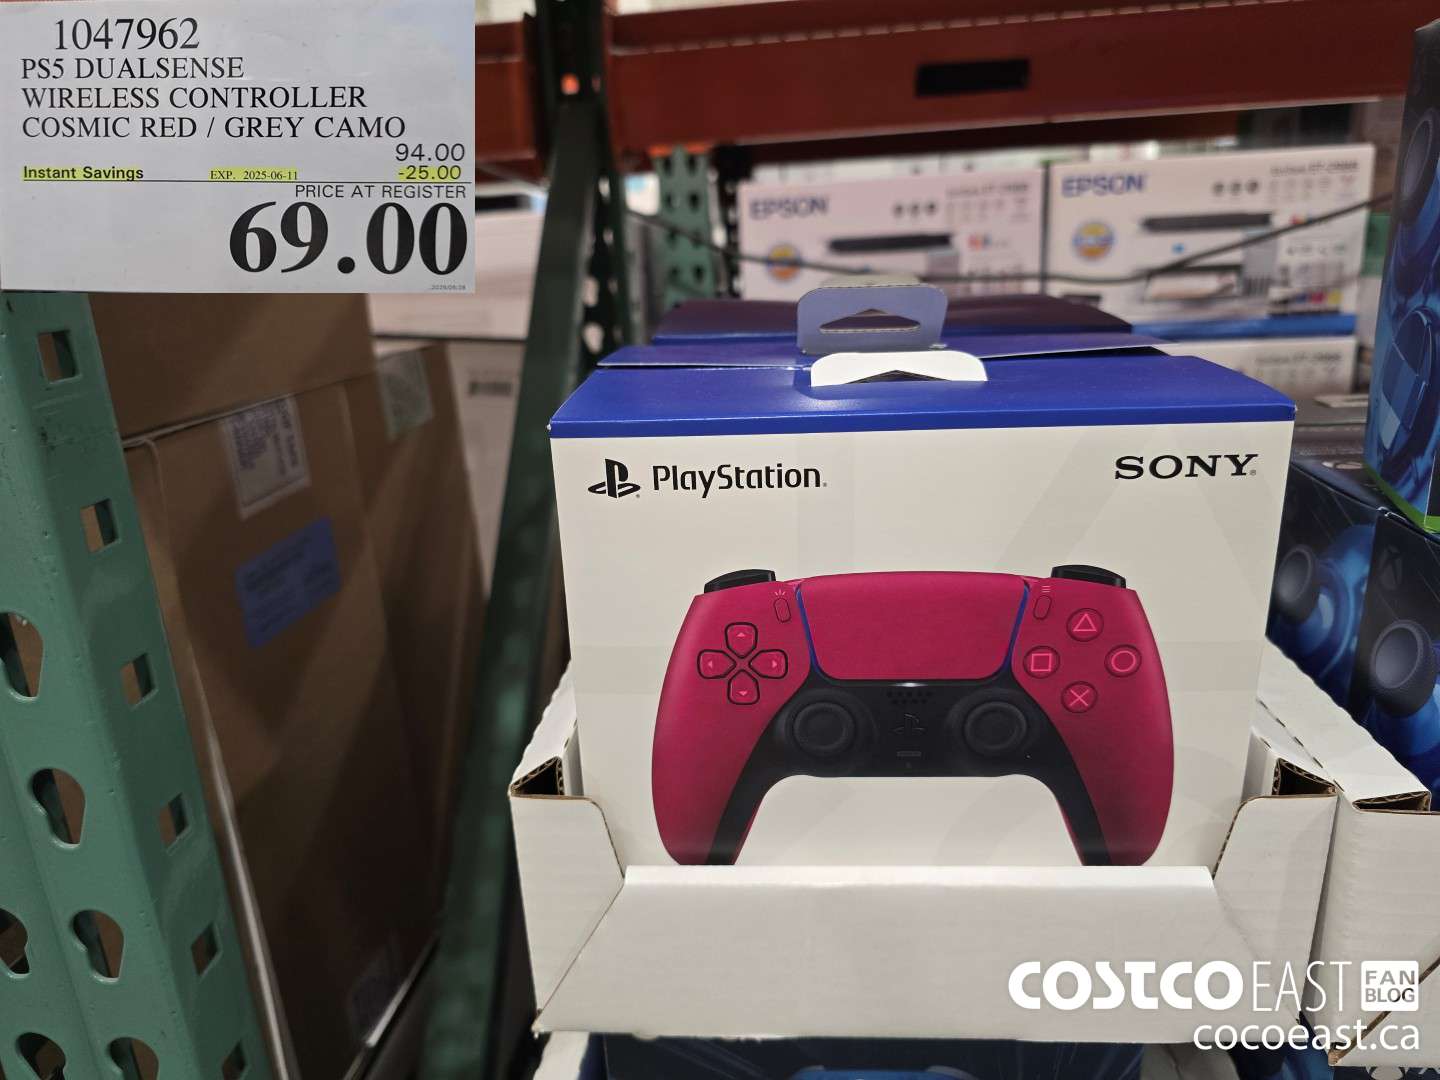 1047962
PS5 DUALSENSE
WIRELESS CONTROLLER
COSMIC RED / GREY CAMO
94.00
Instant Savings EXP. 2025-06-11 -25.00
PRICE AT REGISTER
69.00
EPSON
EPSON
PlayStation
SONY
COSTCO EAST FAN BLOG
cocoeast.ca